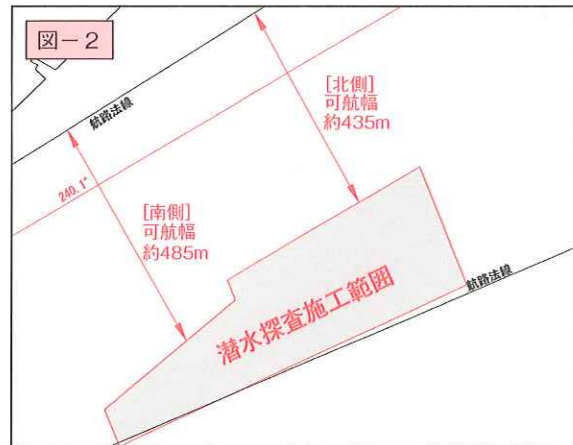 図－2
[北側]
可航幅
約435m
航路法線
240.1°
[南側]
可航幅
約485m
潜水探査施工範囲
航路法線